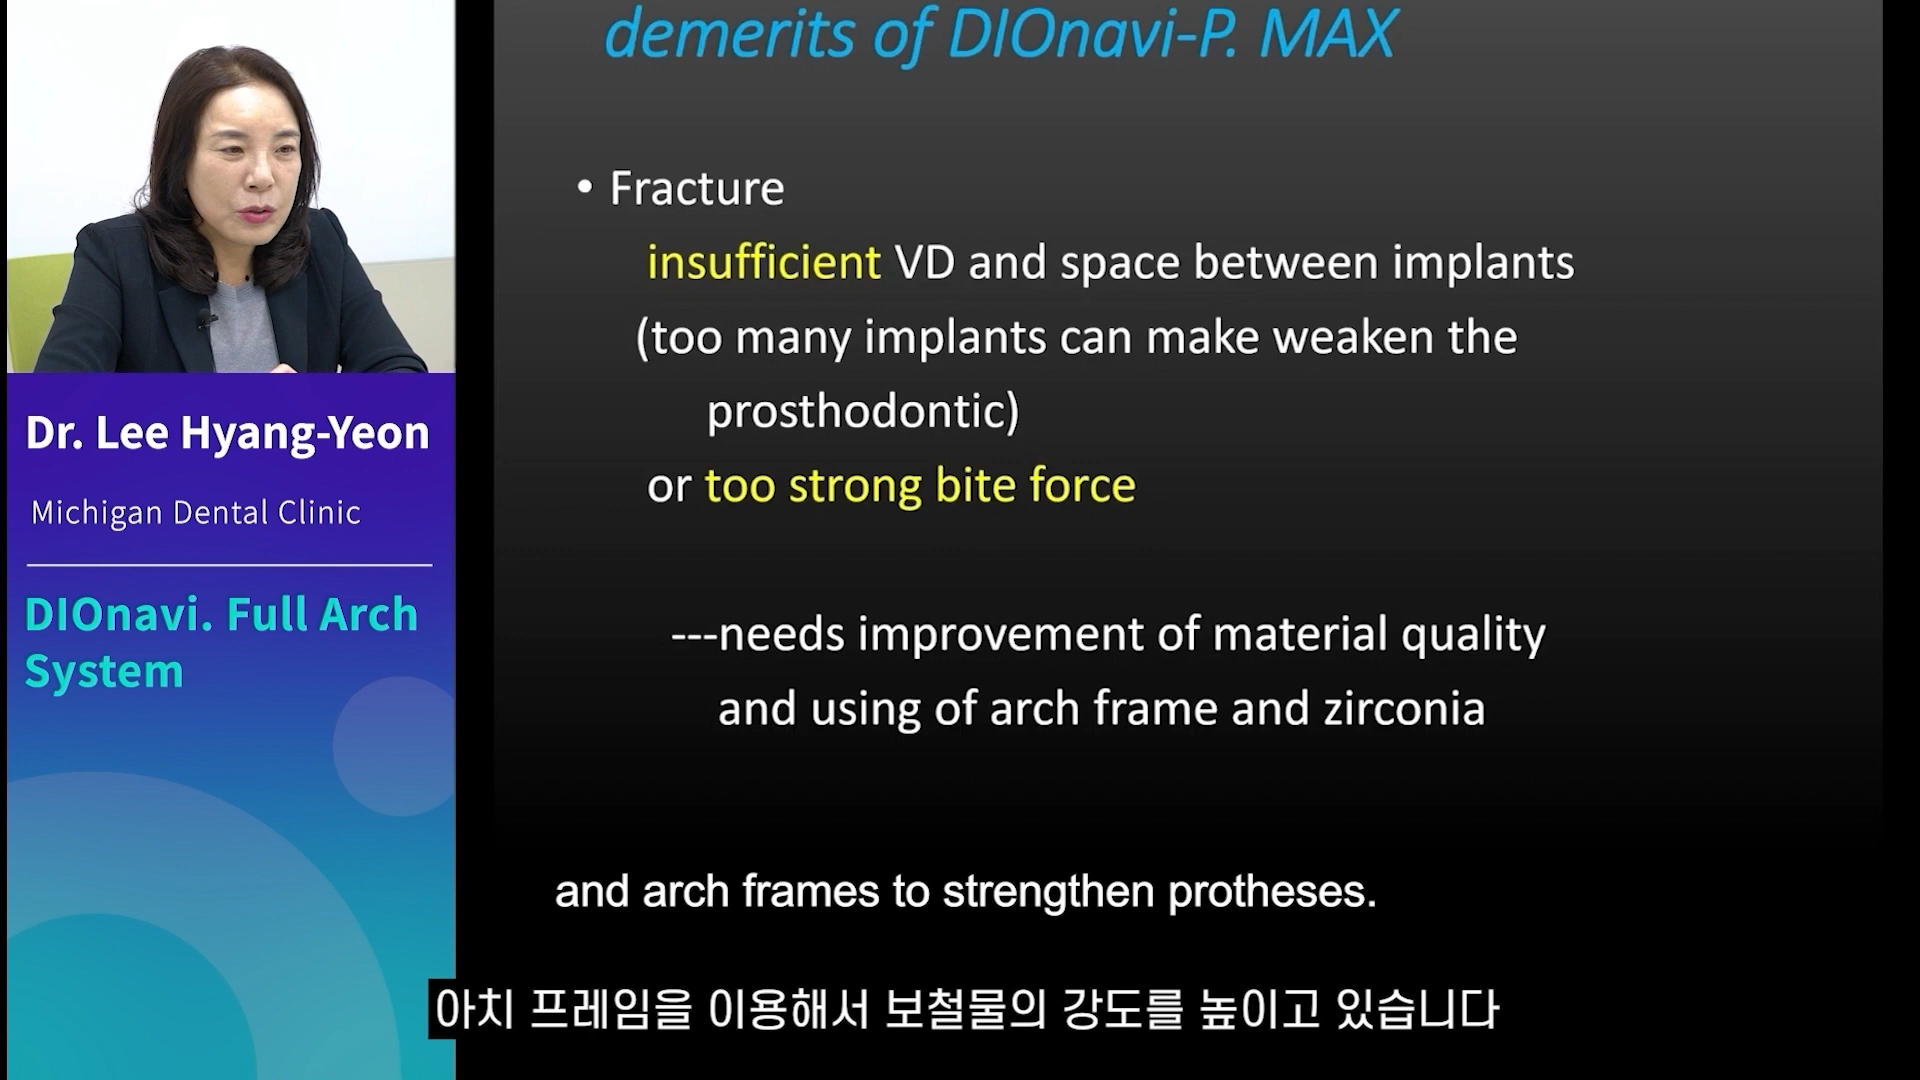 demerits of DIOnavi-P. MAX
• Fracture
insufficient VD and space between implants
(too many implants can make weaken the
prosthodontic)
or too strong bite force
---needs improvement of material quality
and using of arch frame and zirconia
Dr. Lee Hyang-Yeon
Michigan Dental Clinic
DIOnavi. Full Arch
System
and arch frames to strengthen protheses.
아치 프레임을 이용해서 보철물의 강도를 높이고 있습니다